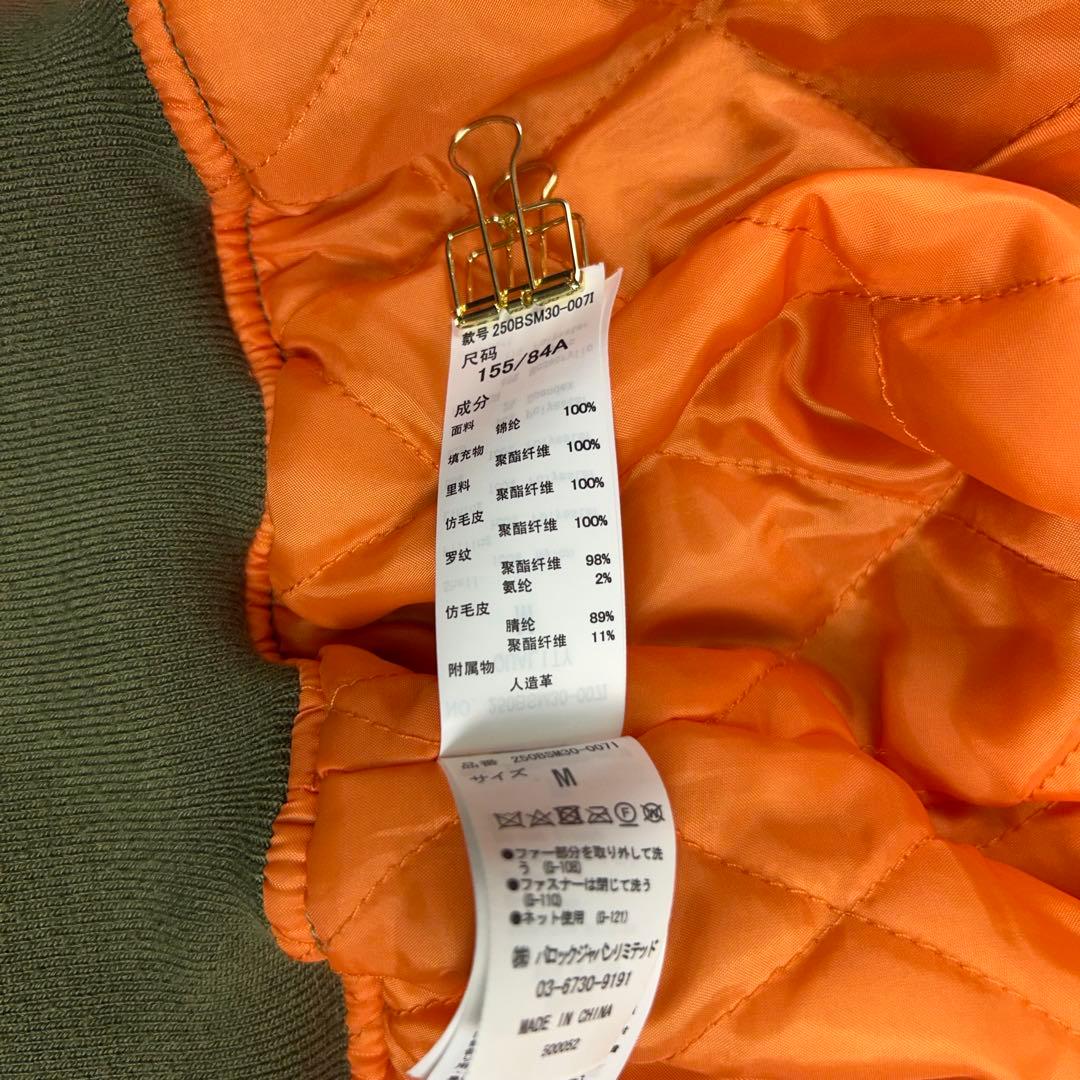 款号 250BSM30-007I
尺码
155/84A
成分
面料 锦纶 100%
填充物 聚酯纤维 100%
里料 聚酯纤维 100%
仿毛皮 聚酯纤维 100%
罗纹 聚酯纤维 98%
氨纶 2%
仿毛皮
腈纶 89%
聚酯纤维 11%
附属物
人造革
品番 250BSM30-007I
サイズ M
●ファー部分を取り外して洗
う (G-108)
●ファスナーは閉じて洗う
(G-110)
●ネット使用 (G-121)
㈱バロックジャパンリミテッド
03-6730-9191
MADE IN CHINA
500052